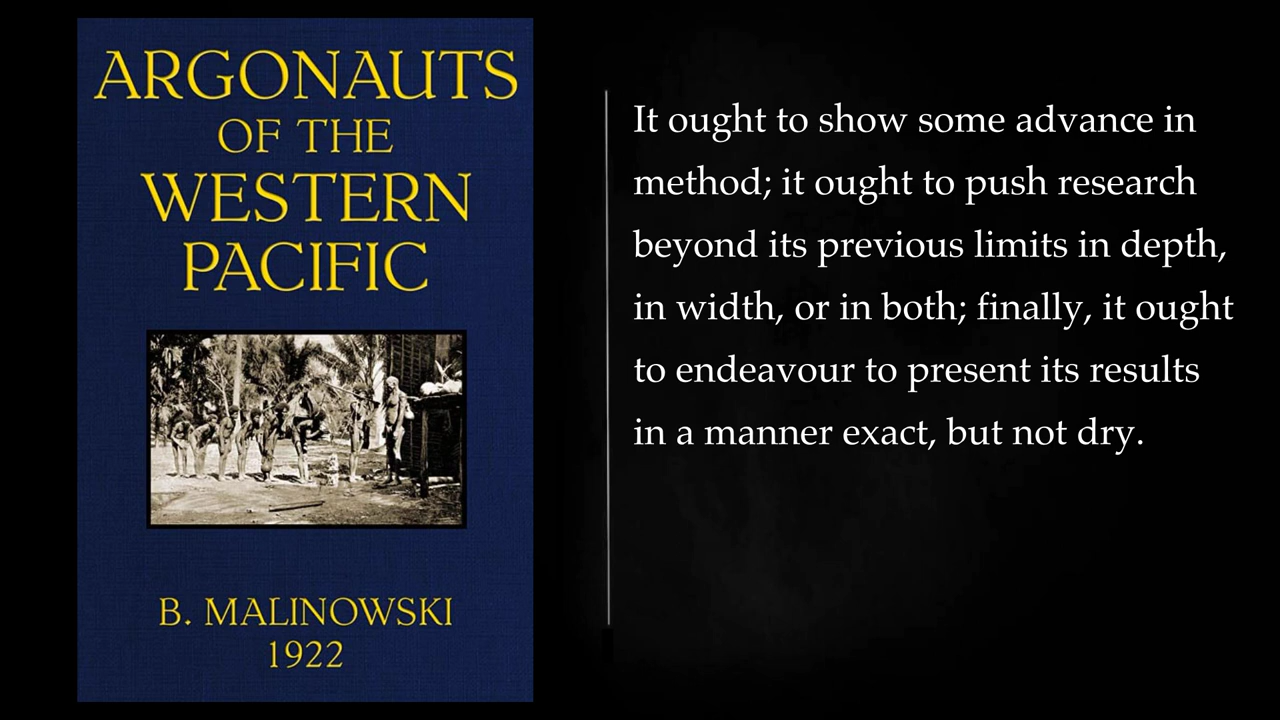 ARGONAUTS
OF THE
WESTERN
PACIFIC
B. MALINOWSKI
1922
It ought to show some advance in
method; it ought to push research
beyond its previous limits in depth,
in width, or in both; finally, it ought
to endeavour to present its results
in a manner exact, but not dry.